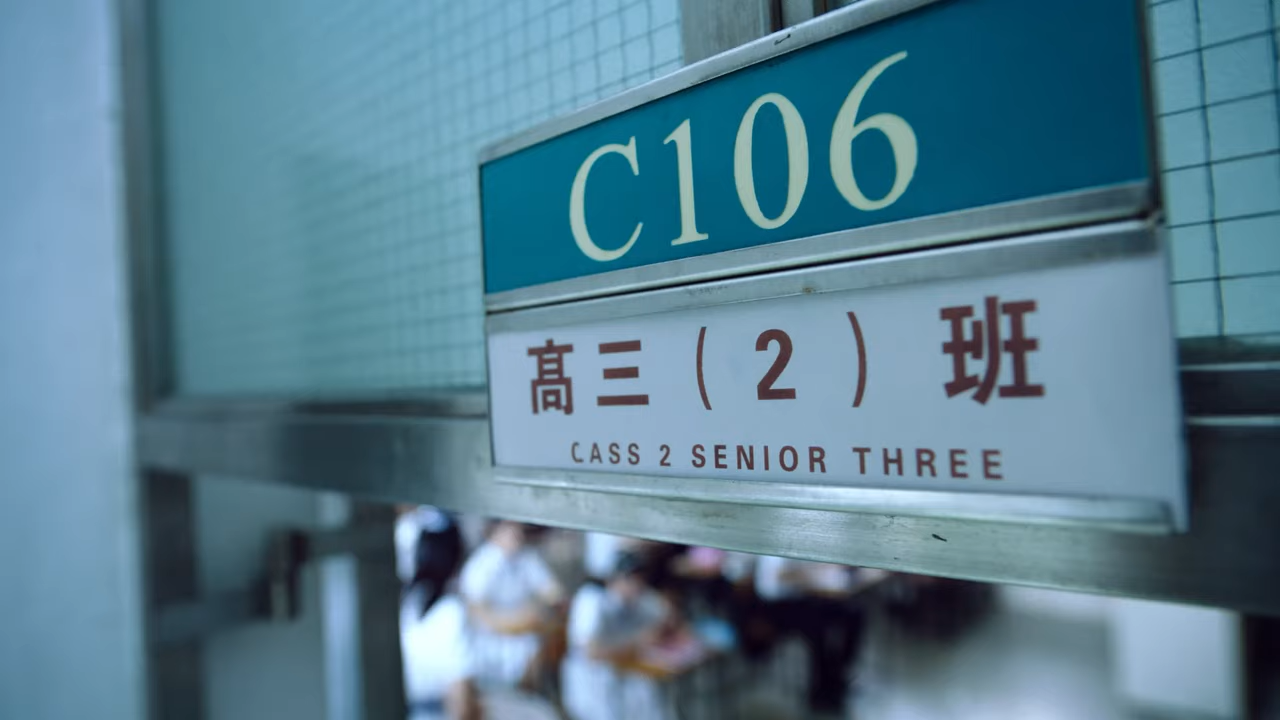 C106
高三(2)班
CASS 2 SENIOR THREE